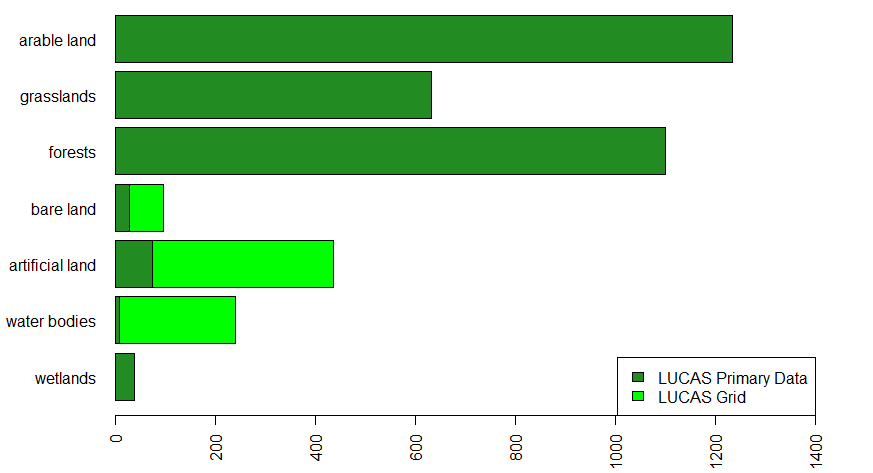 arable land
grasslands
forests
bare land
artificial land
water bodies
wetlands
LUCAS Primary Data
LUCAS Grid
0
200
400
600
800
1000
1200
1400